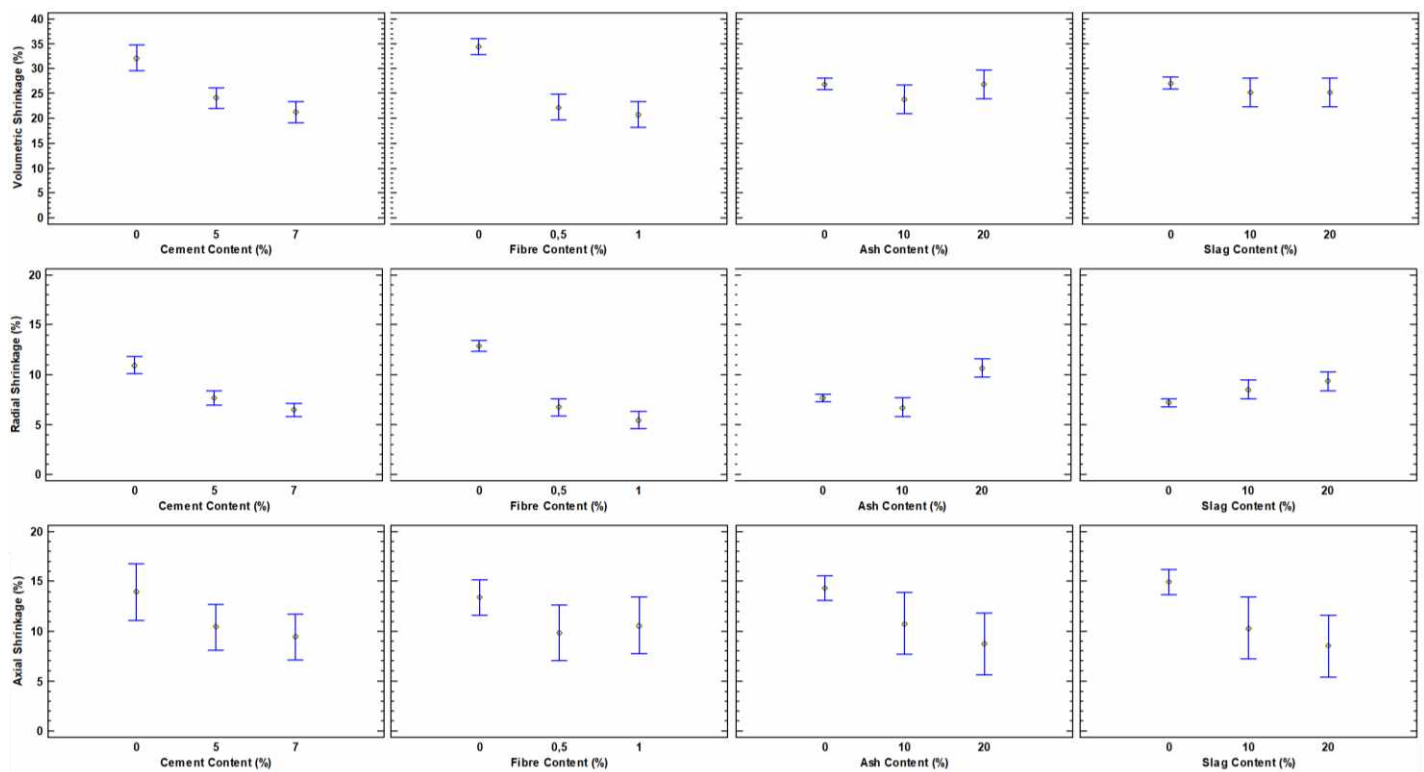 Volumetric Shrinkage (%)
40
35
30
25
20
15
10
5
0
0 5 7
Cement Content (%)
0 0,5 1
Fibre Content (%)
0 10 20
Ash Content (%)
0 10 20
Slag Content (%)
Radial Shrinkage (%)
20
15
10
5
0
0 5 7
Cement Content (%)
0 0,5 1
Fibre Content (%)
0 10 20
Ash Content (%)
0 10 20
Slag Content (%)
Axial Shrinkage (%)
20
15
10
5
0
0 5 7
Cement Content (%)
0 0,5 1
Fibre Content (%)
0 10 20
Ash Content (%)
0 10 20
Slag Content (%)